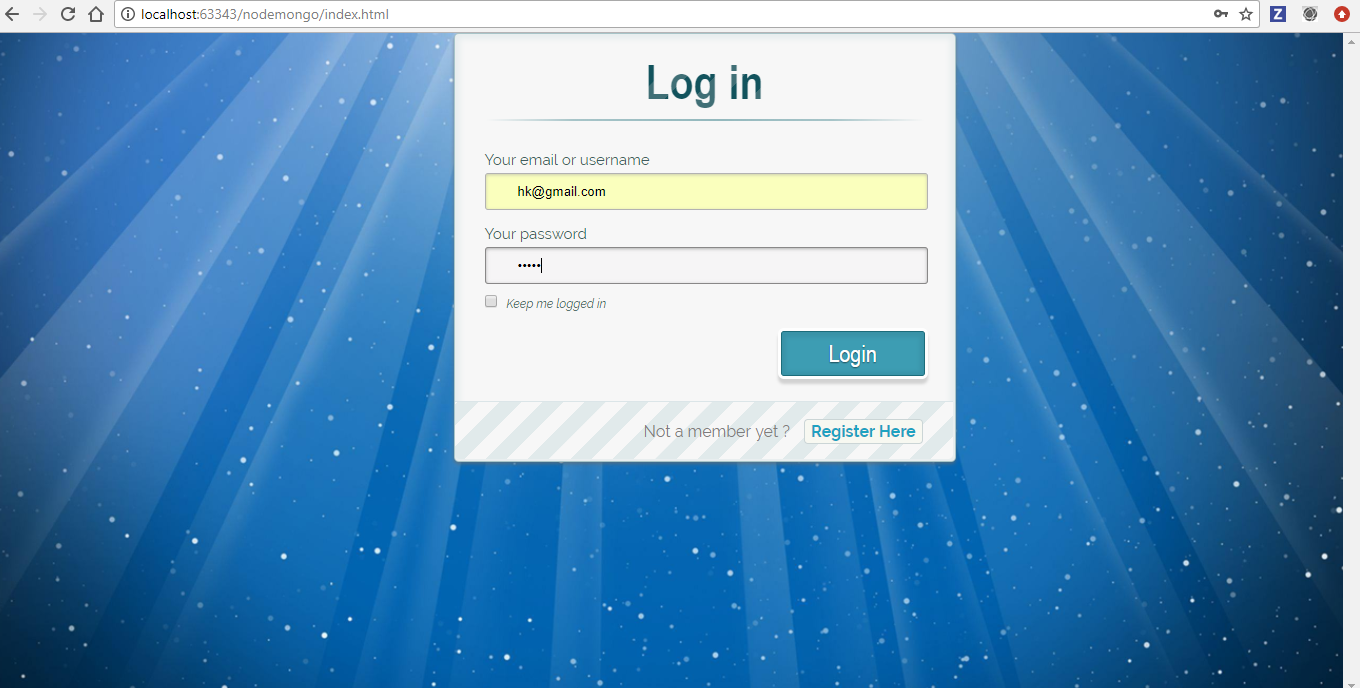 localhost:63343/nodemongo/index.html
Z
Log in
Your email or username
hk@gmail.com
Your password
•••••
Keep me logged in
Login
Not a member yet ? Register Here